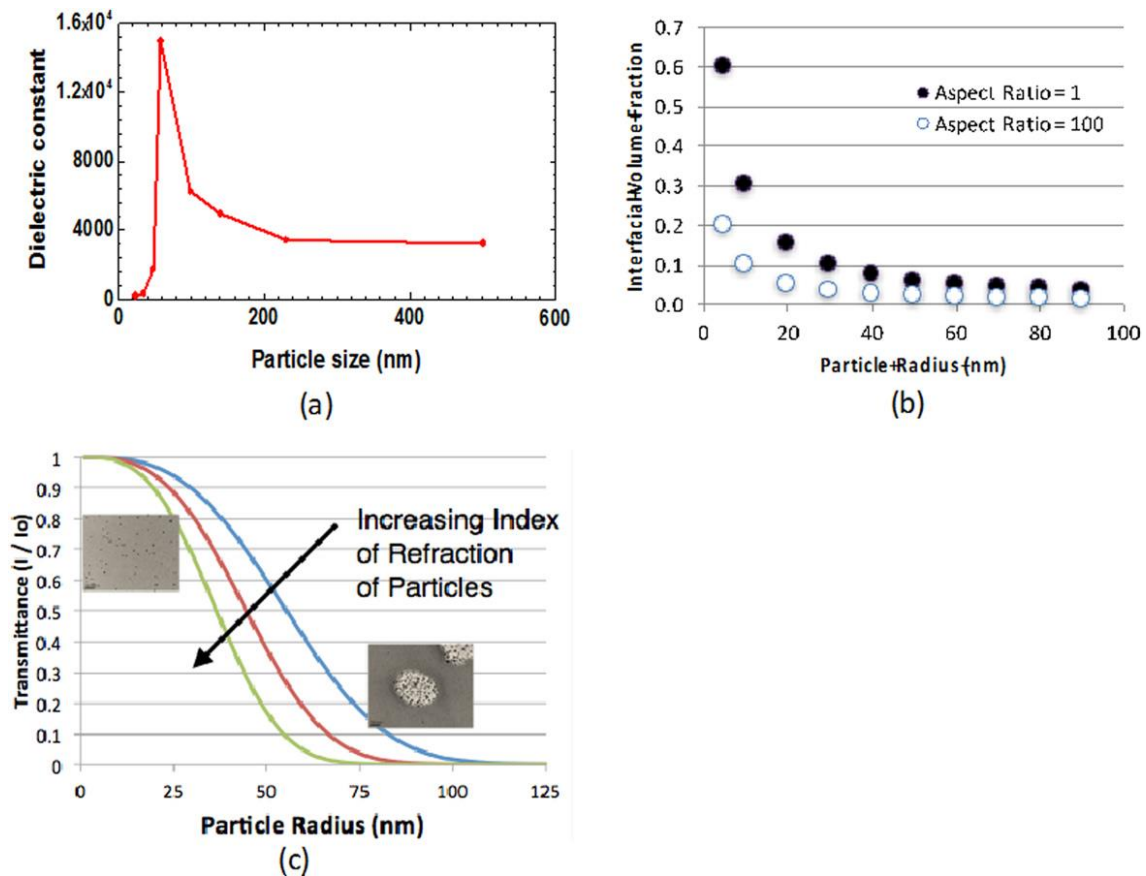 1.6x10⁴
1.2x10⁴
8000
4000
0
0 200 400 600
Dielectric constant
Particle size (nm)
(a)
0.7
0.6
0.5
0.4
0.3
0.2
0.1
0.0
0 20 40 60 80 100
Interfacial+Volume+Fraction
Aspect Ratio = 1
Aspect Ratio = 100
Particle+Radius+(nm)
(b)
1
0.9
0.8
0.7
0.6
0.5
0.4
0.3
0.2
0.1
0
0 25 50 75 100 125
Transmittance (I / Io)
Increasing Index
of Refraction
of Particles
Particle Radius (nm)
(c)